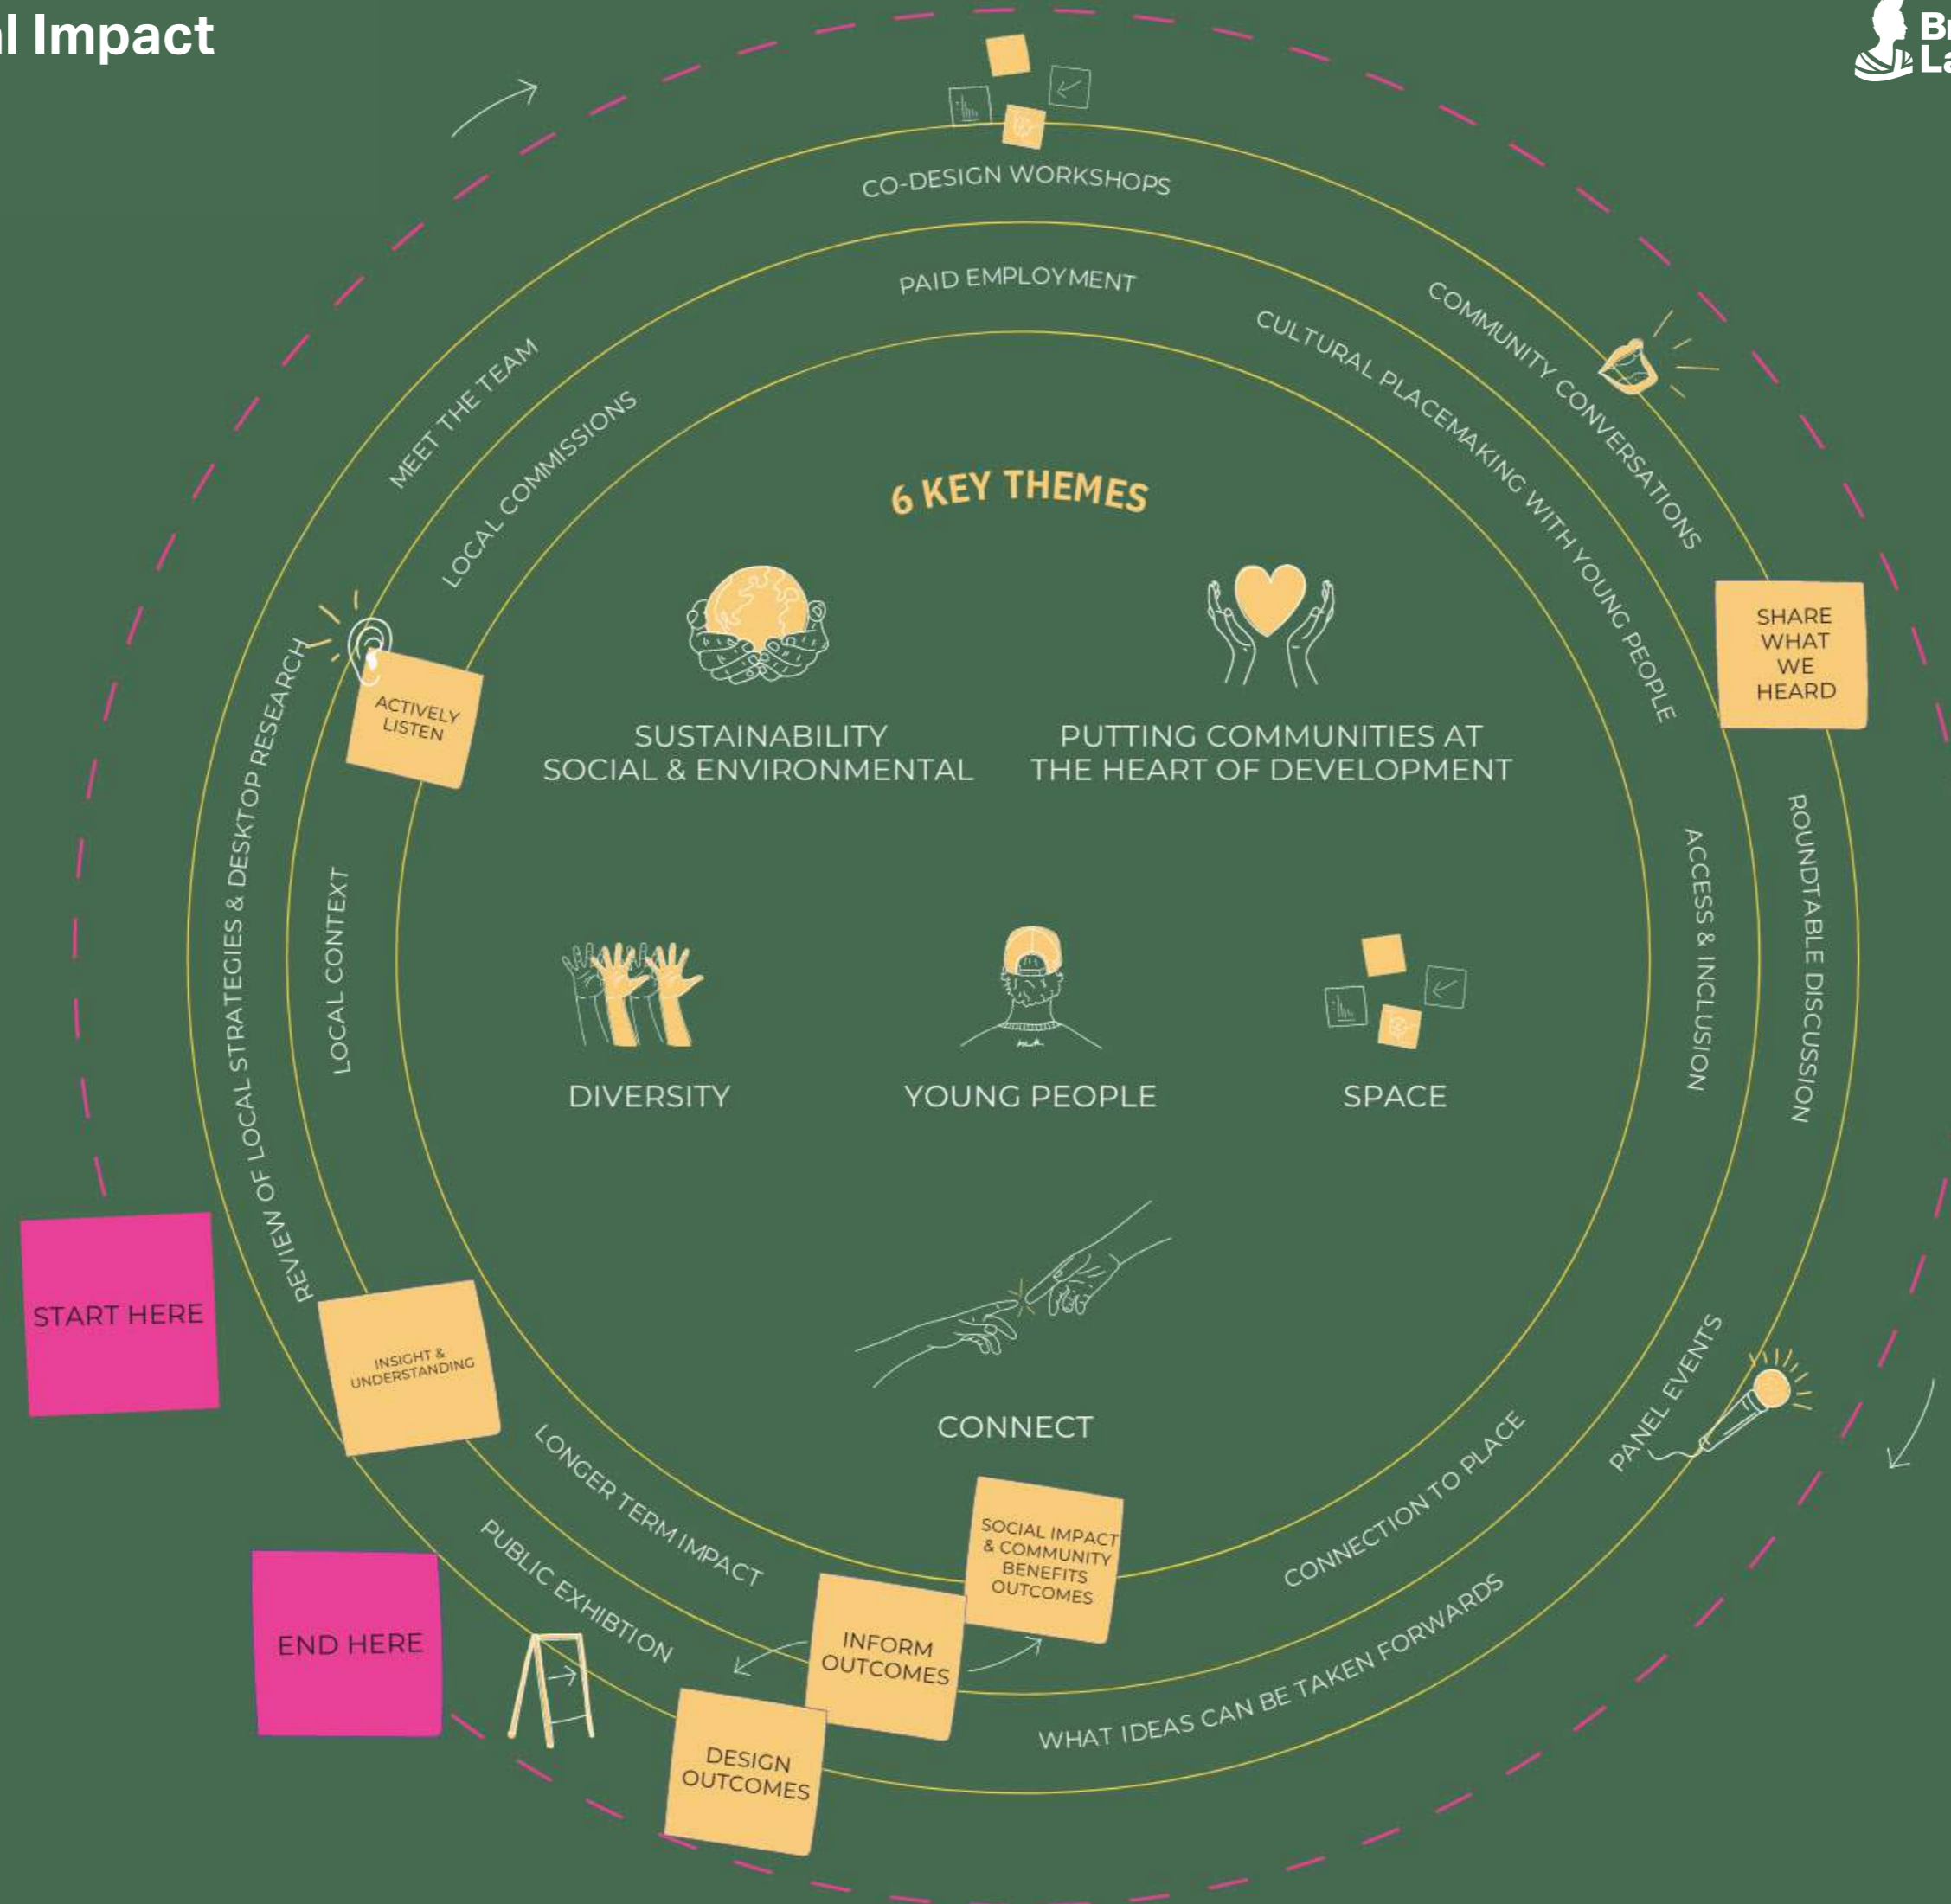 l Impact
Br
La
CO-DESIGN WORKSHOPS
PAID EMPLOYMENT
MEET THE TEAM
LOCAL COMMISSIONS
COMMUNITY CONVERSATIONS
CULTURAL PLACEMAKING WITH YOUNG PEOPLE
6 KEY THEMES
SHARE
WHAT
WE
HEARD
ACTIVELY
LISTEN
SUSTAINABILITY
SOCIAL & ENVIRONMENTAL
PUTTING COMMUNITIES AT
THE HEART OF DEVELOPMENT
REVIEW OF LOCAL STRATEGIES & DESKTOP RESEARCH
LOCAL CONTEXT
ACCESS & INCLUSION
ROUNDTABLE DISCUSSION
DIVERSITY
YOUNG PEOPLE
SPACE
START HERE
INSIGHT &
UNDERSTANDING
CONNECT
PANEL EVENTS
CONNECTION TO PLACE
LONGER TERM IMPACT
PUBLIC EXHIBTION
SOCIAL IMPACT
& COMMUNITY
BENEFITS
OUTCOMES
END HERE
INFORM
OUTCOMES
WHAT IDEAS CAN BE TAKEN FORWARDS
DESIGN
OUTCOMES